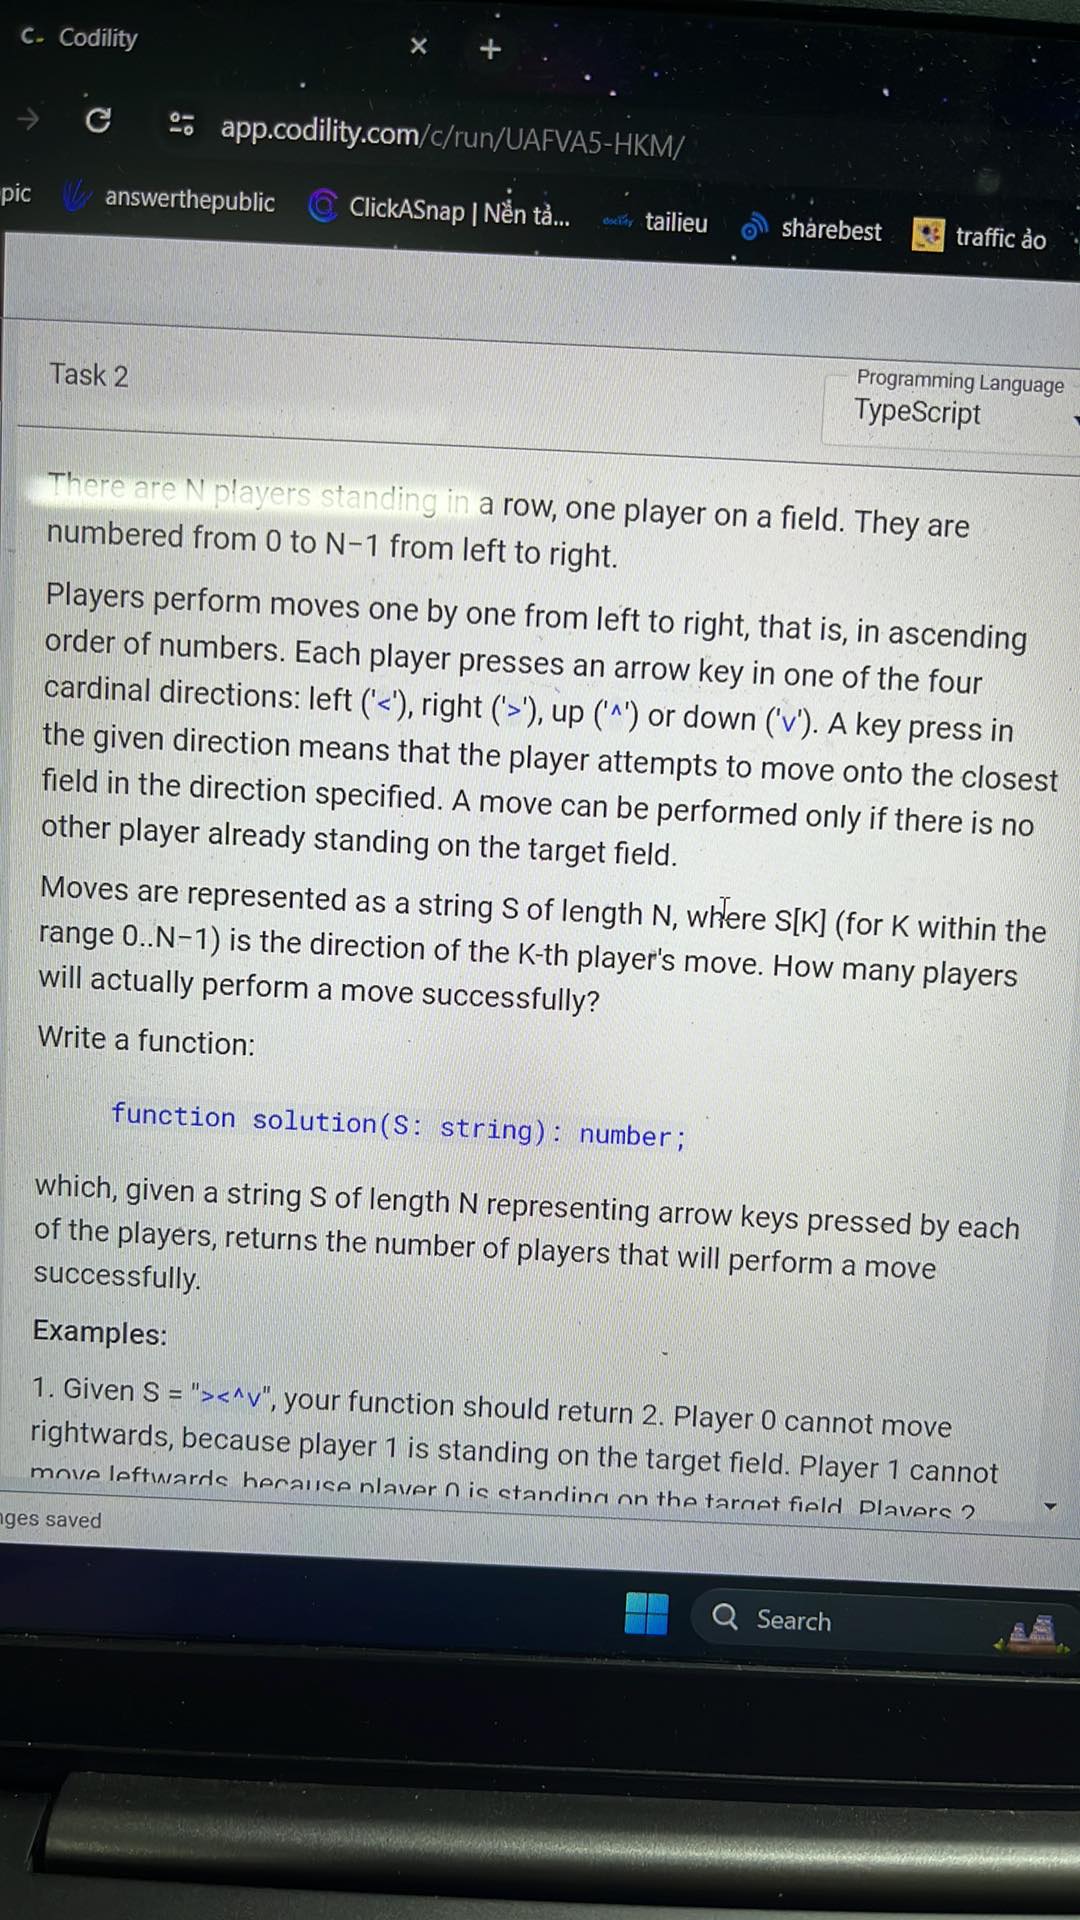 C- Codility
app.codility.com/c/run/UAFVA5-HKM/
pic answerthepublic ClickASnap | Nền tả... tailieu sharebest traffic ảo
Task 2
Programming Language
TypeScript
There are N players standing in a row, one player on a field. They are
numbered from 0 to N−1 from left to right.
Players perform moves one by one from left to right, that is, in ascending
order of numbers. Each player presses an arrow key in one of the four
cardinal directions: left ('<'), right ('>'), up ('^') or down ('v'). A key press in
the given direction means that the player attempts to move onto the closest
field in the direction specified. A move can be performed only if there is no
other player already standing on the target field.
Moves are represented as a string S of length N, where S[K] (for K within the
range 0..N−1) is the direction of the K-th player's move. How many players
will actually perform a move successfully?
Write a function:
function solution(S: string): number;
which, given a string S of length N representing arrow keys pressed by each
of the players, returns the number of players that will perform a move
successfully.
Examples:
1. Given S = "><^v", your function should return 2. Player 0 cannot move
rightwards, because player 1 is standing on the target field. Player 1 cannot
move leftwards, because player 0 is standing on the target field. Players 2
nges saved
Search